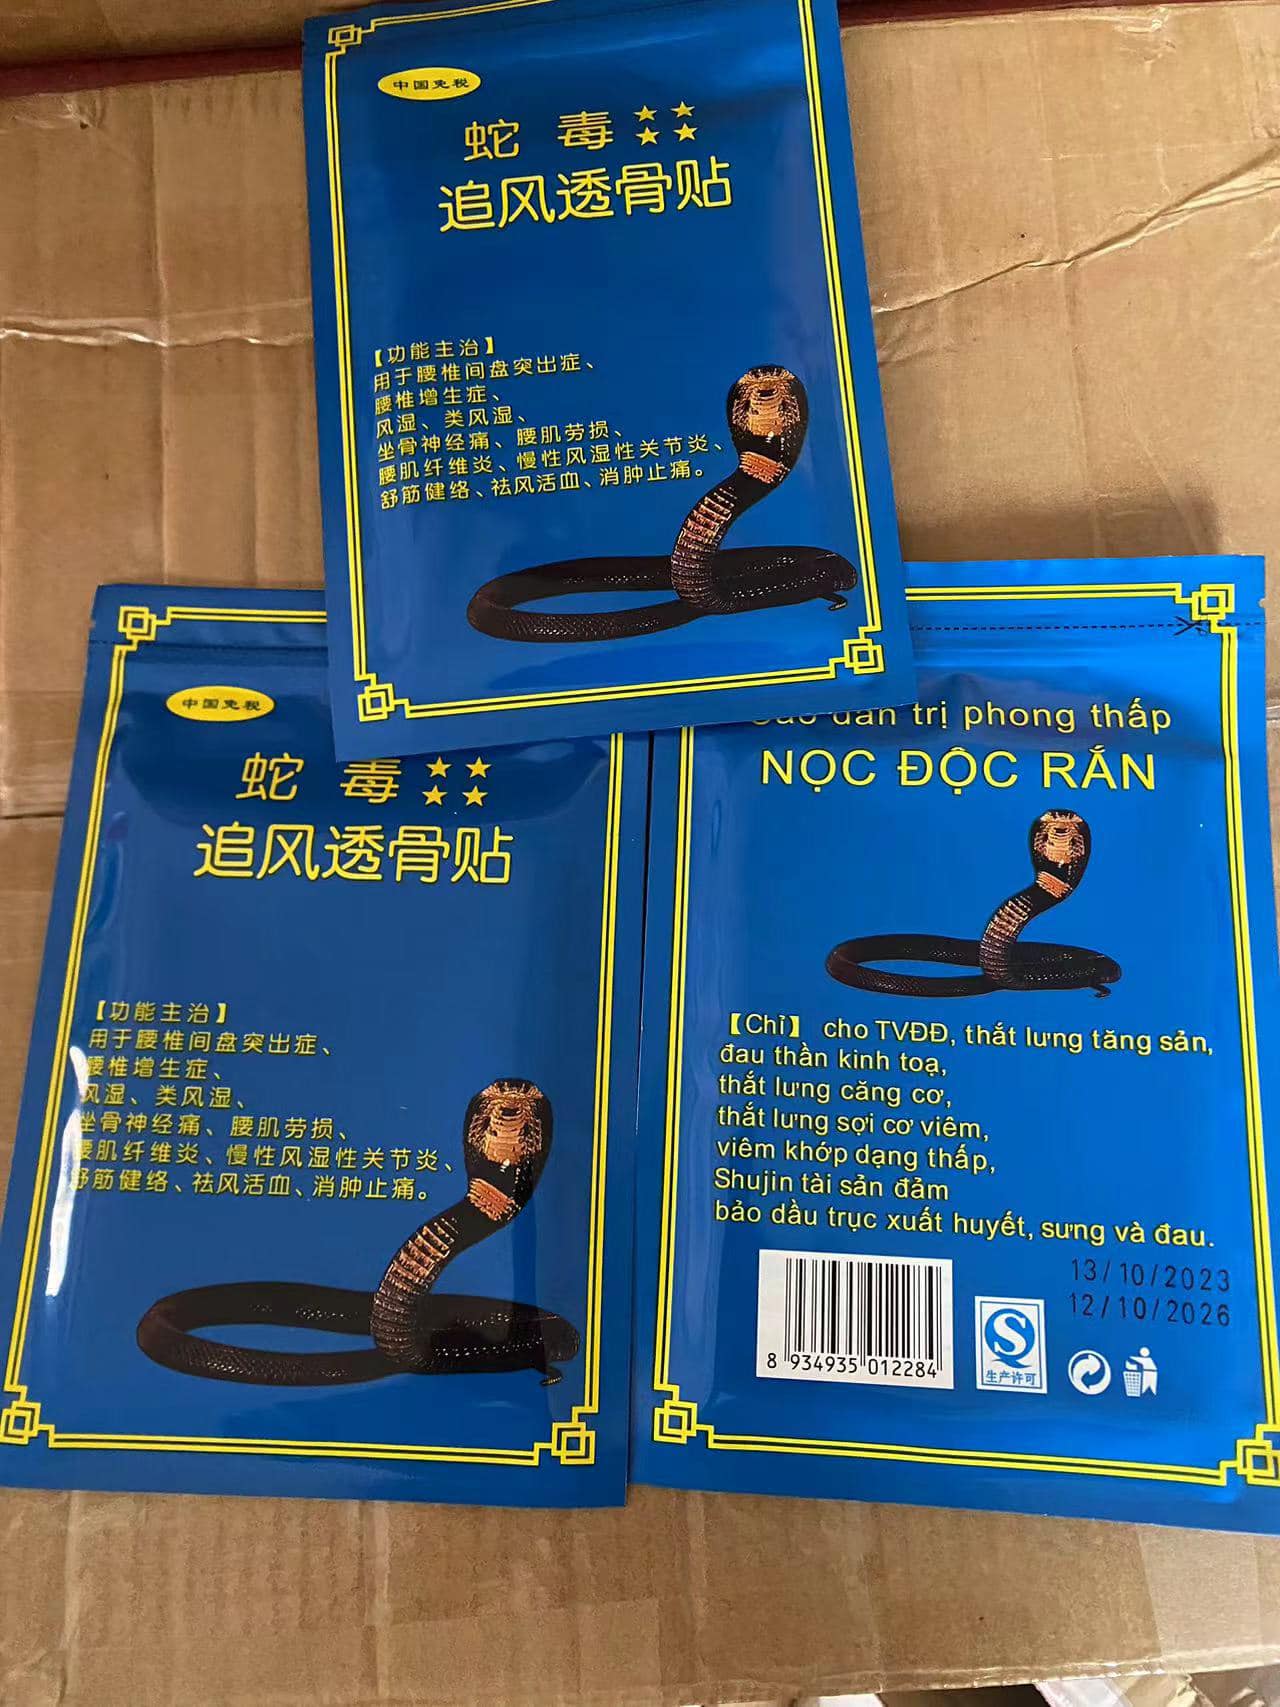 中国免税
蛇毒
追风透骨贴
【功能主治】
用于腰椎间盘突出症、
腰椎增生症、
风湿、类风湿、
坐骨神经痛、腰肌劳损、
腰肌纤维炎、慢性风湿性关节炎、
舒筋健络、祛风活血、消肿止痛。
中国免税
蛇毒
追风透骨贴
【功能主治】
用于腰椎间盘突出症、
腰椎增生症、
风湿、类风湿、
坐骨神经痛、腰肌劳损、
腰肌纤维炎、慢性风湿性关节炎、
舒筋健络、祛风活血、消肿止痛。
dán trị phong thấp
NỌC ĐỘC RẮN
【Chỉ】 cho TVĐĐ, thắt lưng tăng sản,
đau thần kinh toạ,
thắt lưng căng cơ,
thắt lưng sợi cơ viêm,
viêm khớp dạng thấp,
Shujin tài sản đảm
bảo dầu trục xuất huyết, sưng và đau.
13/10/2023
12/10/2026
8 934935 012284
生产许可